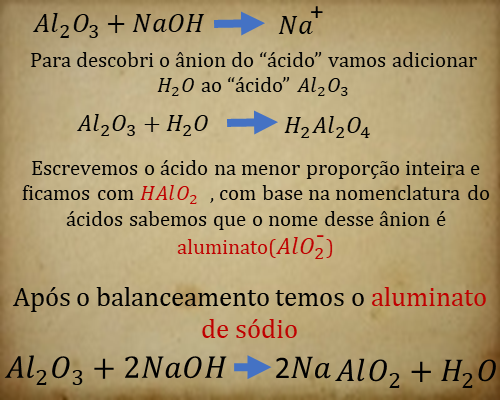 Al₂O₃ + NaOH → Na⁺
Para descobri o ânion do “ácido” vamos adicionar
H₂O ao “ácido” Al₂O₃
Al₂O₃ + H₂O → H₂Al₂O₄
Escrevemos o ácido na menor proporção inteira e
ficamos com HAlO₂ , com base na nomenclatura do
ácidos sabemos que o nome desse ânion é
aluminato(AlO₂⁻)
Após o balanceamento temos o aluminato
de sódio
Al₂O₃ + 2NaOH → 2Na AlO₂ + H₂O